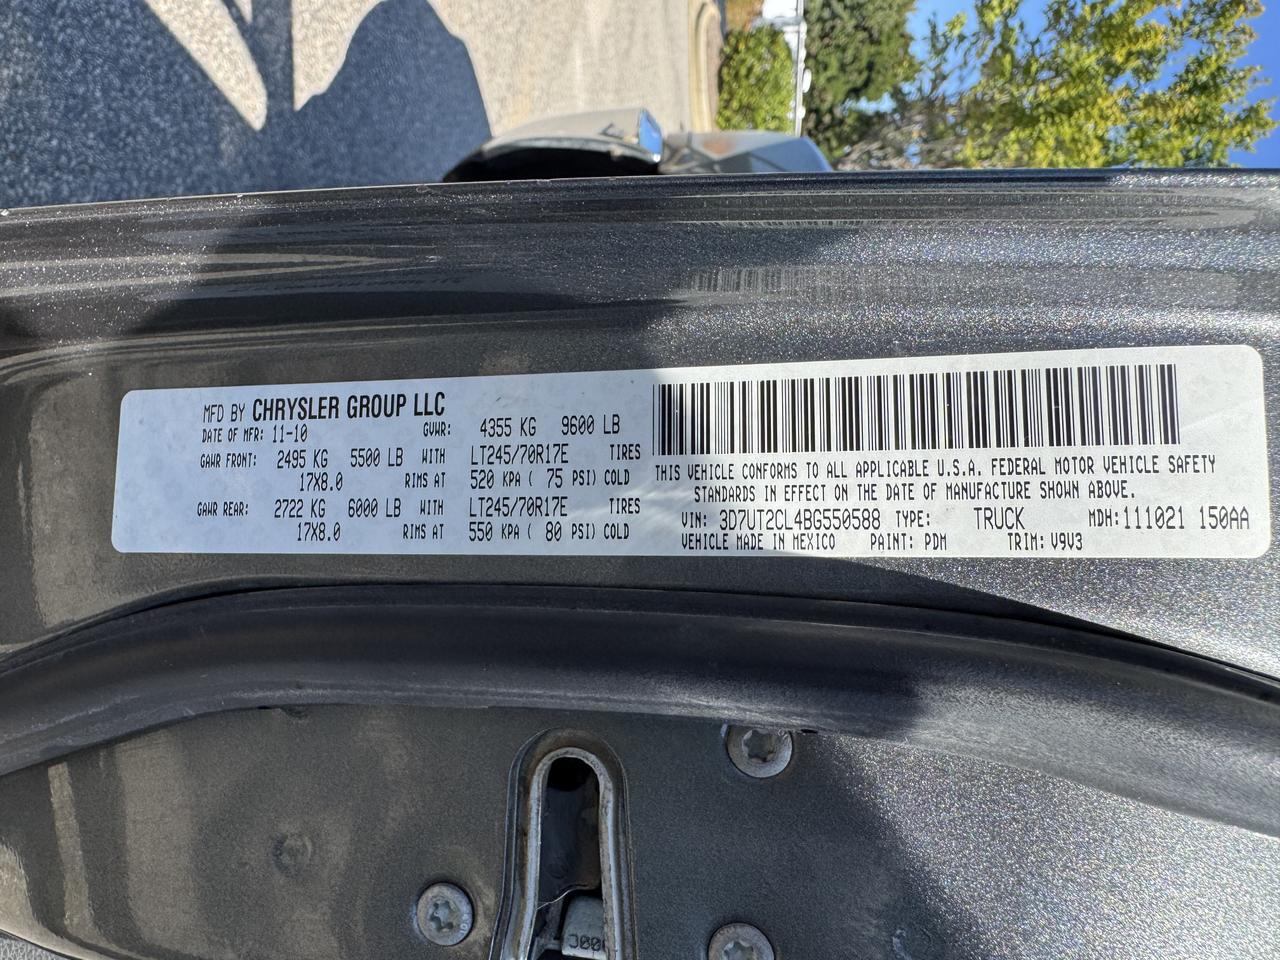 MFD BY CHRYSLER GROUP LLC
DATE OF MFR: 11-10 GVWR: 4355 KG 9600 LB
GAWR FRONT: 2495 KG 5500 LB WITH LT245/70R17E TIRES
17X8.0 RIMS AT 520 KPA ( 75 PSI) COLD
GAWR REAR: 2722 KG 6000 LB WITH LT245/70R17E TIRES
17X8.0 RIMS AT 550 KPA ( 80 PSI) COLD
THIS VEHICLE CONFORMS TO ALL APPLICABLE U.S.A. FEDERAL MOTOR VEHICLE SAFETY
STANDARDS IN EFFECT ON THE DATE OF MANUFACTURE SHOWN ABOVE.
VIN: 3D7UT2CL4BG550588 TYPE: TRUCK MDH: 111021 150AA
VEHICLE MADE IN MEXICO PAINT: PDM TRIM: V9V3